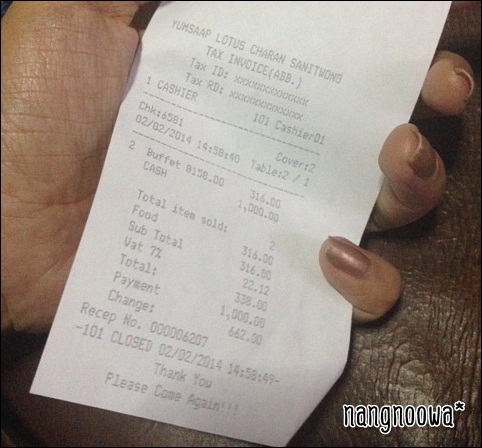 YUMSAAP LOTUS CHARAN SANITWONG
TAX INVOICE(ABB.)
Tax ID: xxxxxxxxxxxxx
Tax RD: xxxxxxxxxxxxx
1 CASHIER 101 Cashier01
Chk:6581 Cover:2
02/02/2014 14:58:40 Table:2 / 1
2 Buffet @158.00 316.00
CASH 1,000.00
Total item sold: 2
Food 316.00
Sub Total 316.00
Vat 7% 22.12
Total: 338.00
Payment 1,000.00
Change: 662.00
Recep No. 000006207
-101 CLOSED 02/02/2014 14:58:49-
Thank You
Please Come Again!!!
nangnoowa*